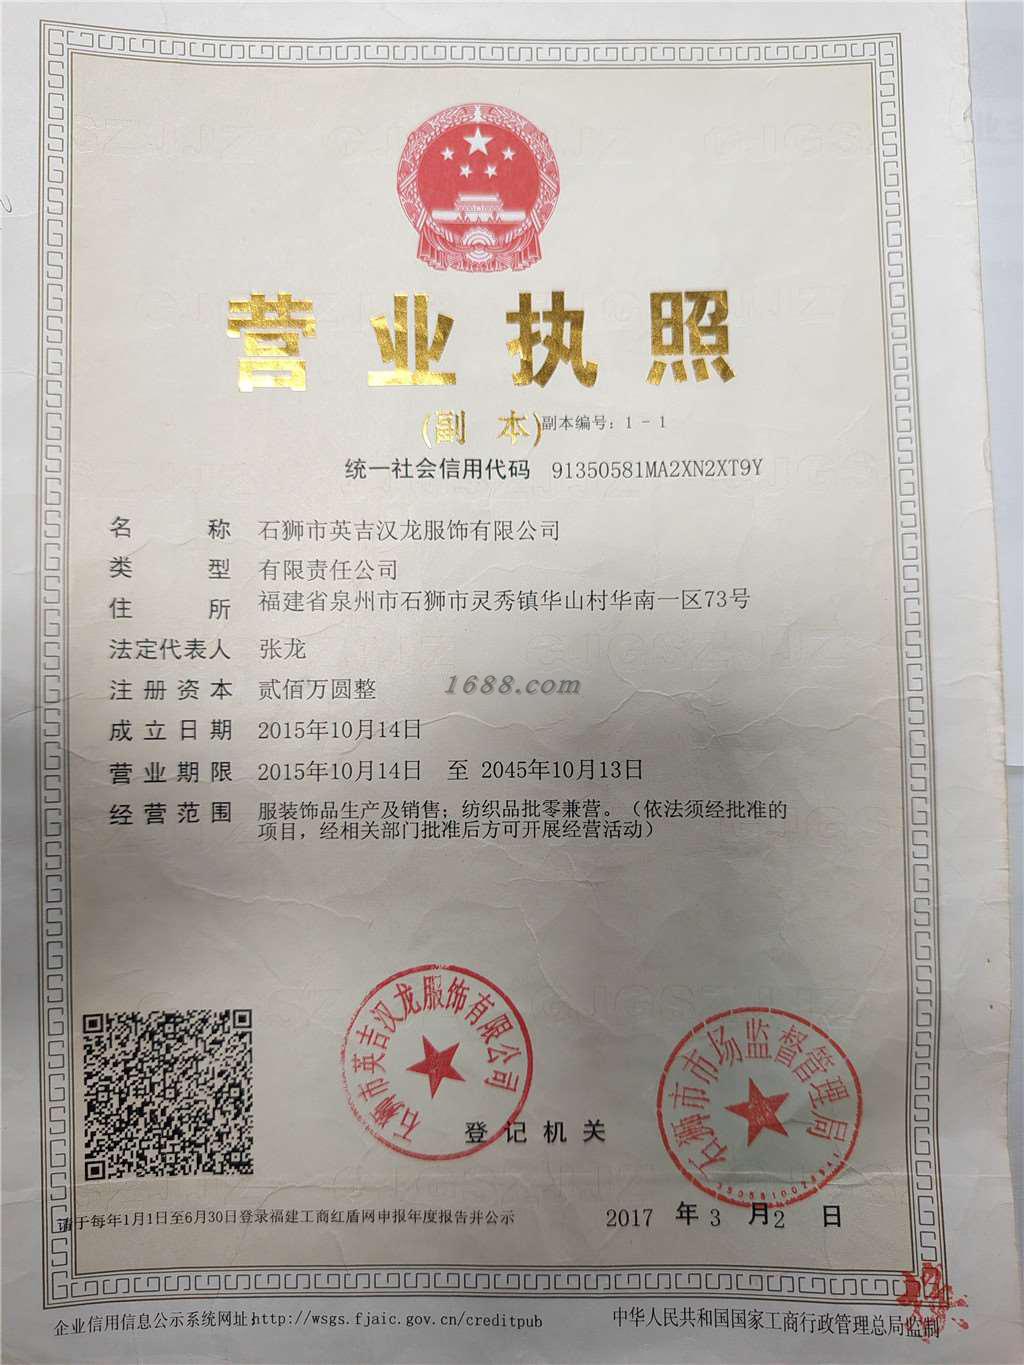 营业执照
(副本)副本编号：1－1
统一社会信用代码 91350581MA2XN2XT9Y
名称 石狮市英吉汉龙服饰有限公司
类型 有限责任公司
住所 福建省泉州市石狮市灵秀镇华山村华南一区73号
法定代表人 张龙
注册资本 贰佰万圆整
1688.com
成立日期 2015年10月14日
营业期限 2015年10月14日 至 2045年10月13日
经营范围 服装饰品生产及销售；纺织品批零兼营。（依法须经批准的
项目，经相关部门批准后方可开展经营活动）
石狮市英吉汉龙服饰有限公司
石狮市市场监督管理局
登记机关
请于每年1月1日至6月30日登录福建工商红盾网申报年度报告并公示
2017 年 3 月 2 日
企业信用信息公示系统网址:http://wsgs.fjaic.gov.cn/creditpub
中华人民共和国国家工商行政管理总局监制